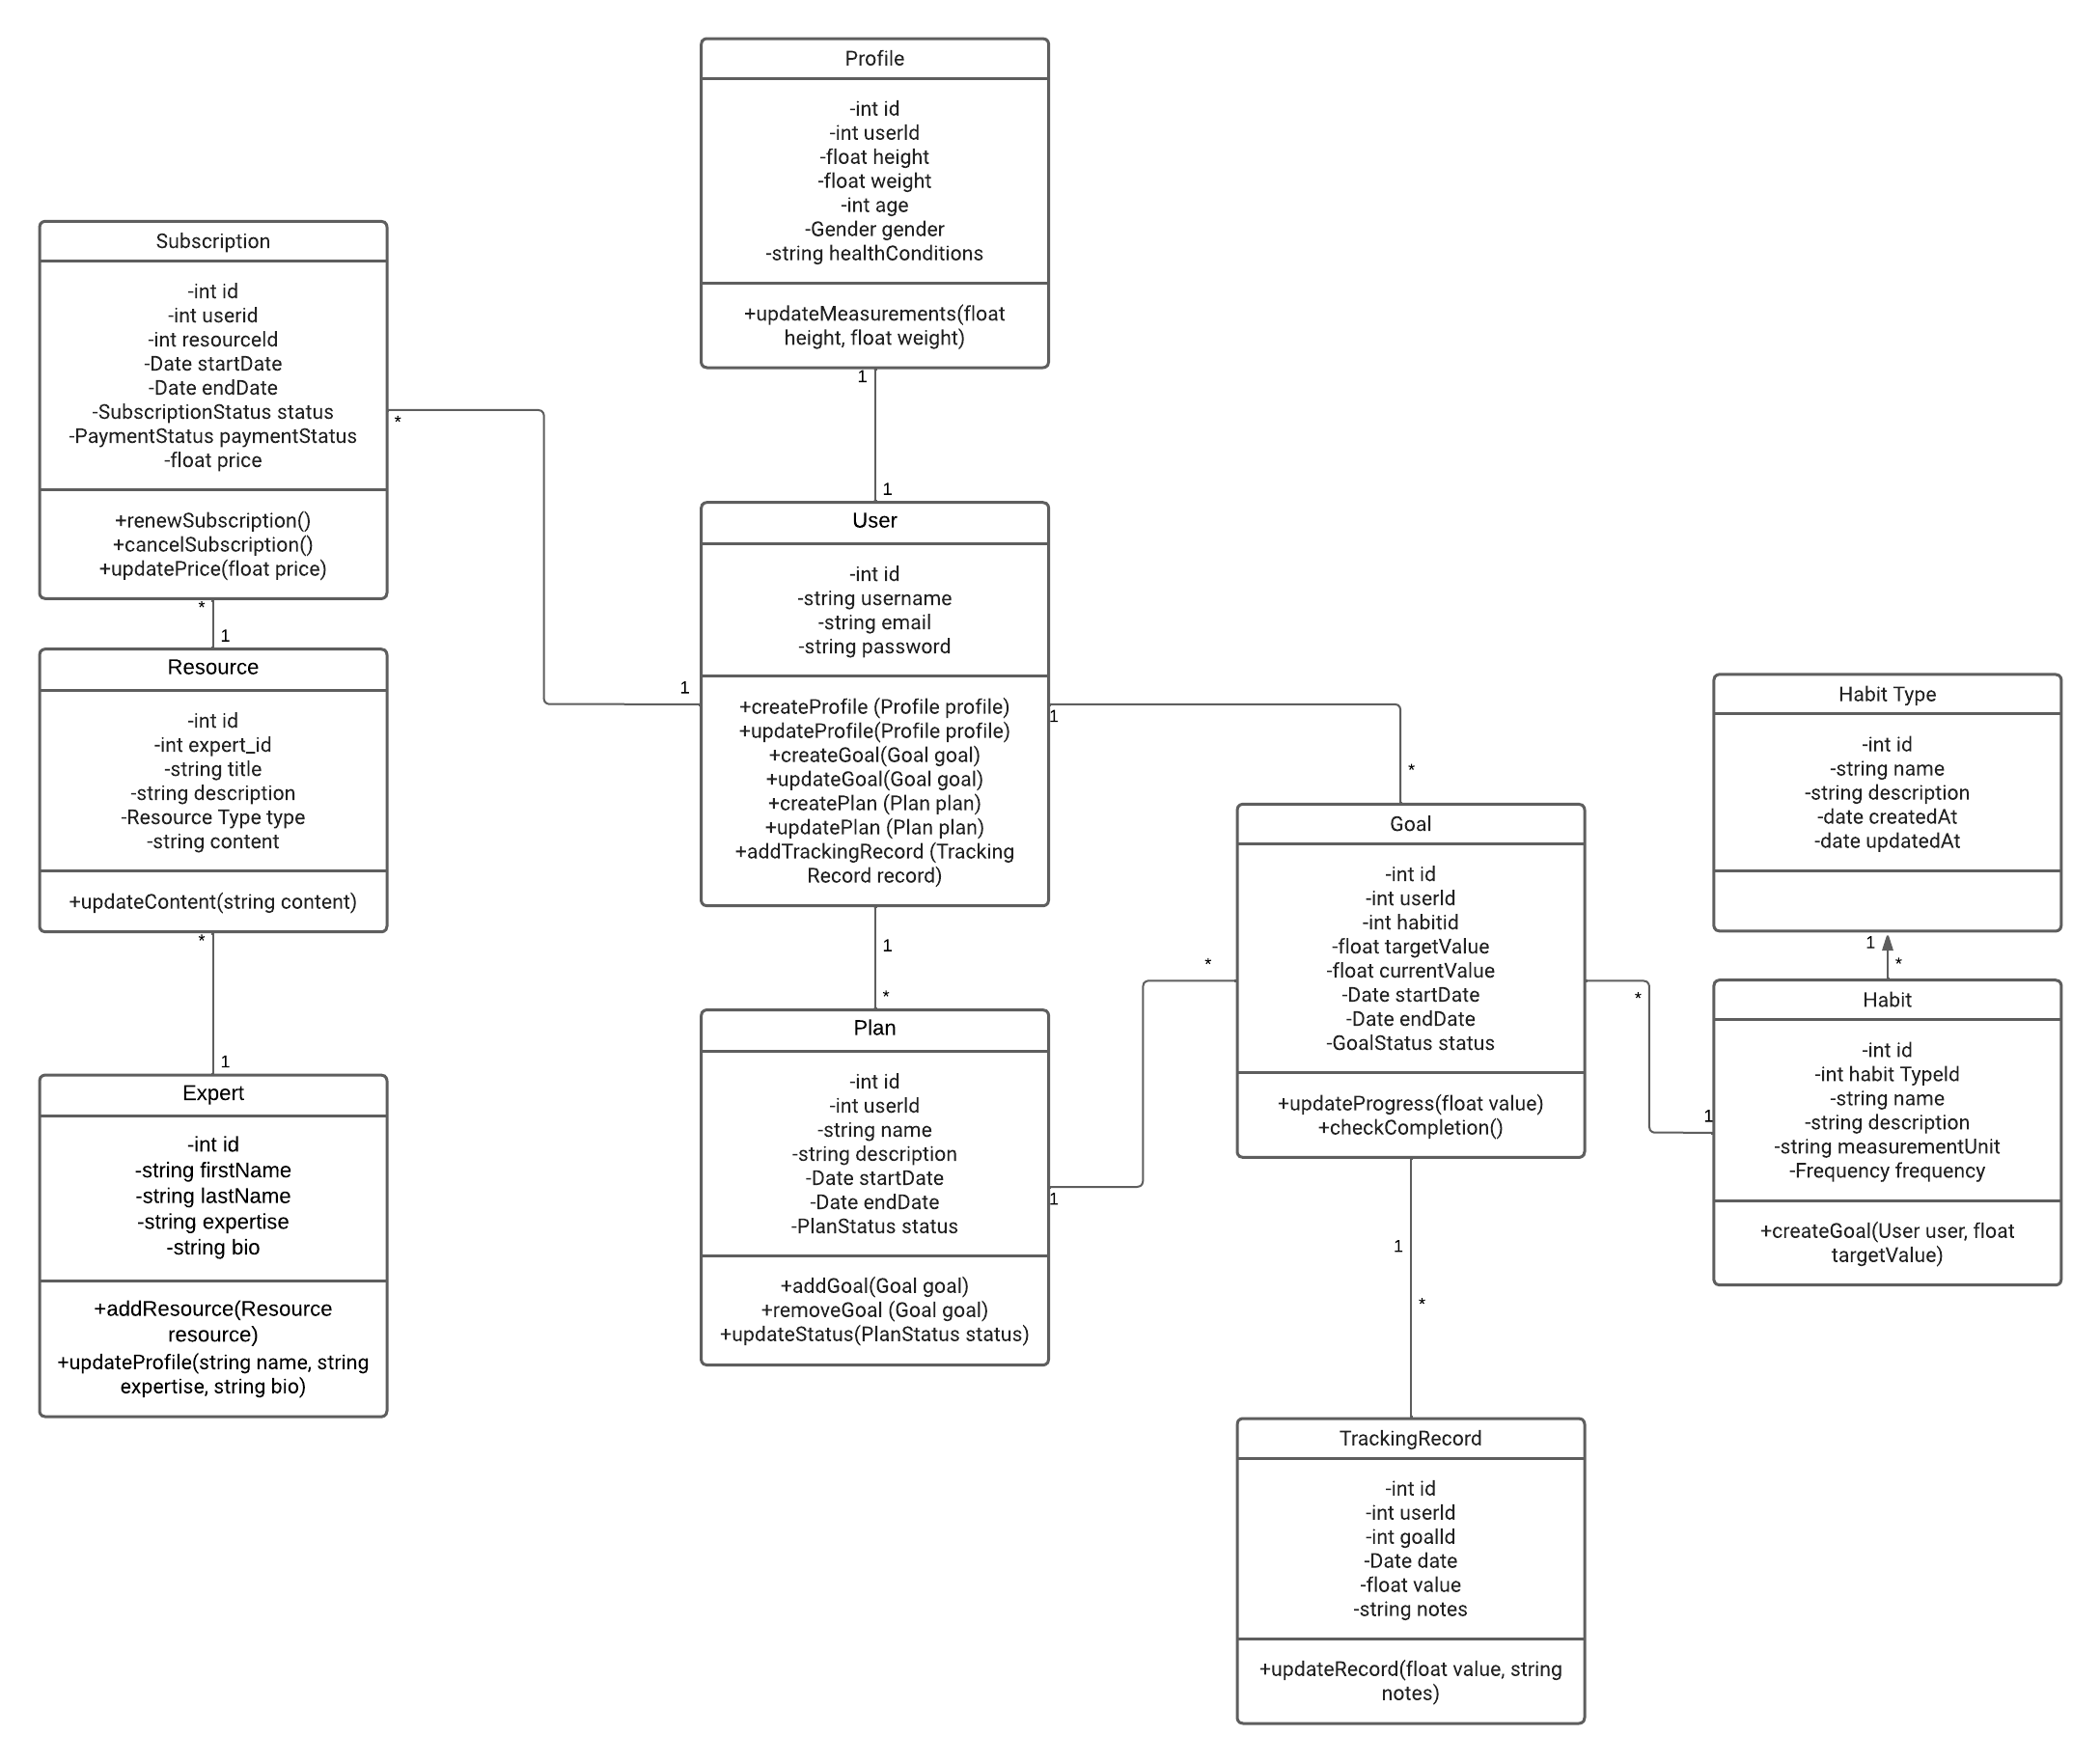 Profile
-int id
-int userId
-float height
-float weight
-int age
-Gender gender
-string healthConditions
+updateMeasurements(float
height, float weight)
1
1
Subscription
-int id
-int userid
-int resourceId
-Date startDate
-Date endDate
-SubscriptionStatus status
-PaymentStatus paymentStatus
-float price
+renewSubscription()
+cancelSubscription()
+updatePrice(float price)
*
1
*
1
Resource
-int id
-int expert_id
-string title
-string description
-Resource Type type
-string content
+updateContent(string content)
*
1
Expert
-int id
-string firstName
-string lastName
-string expertise
-string bio
+addResource(Resource
resource)
+updateProfile(string name, string
expertise, string bio)
User
-int id
-string username
-string email
-string password
+createProfile (Profile profile)
+updateProfile(Profile profile)
+createGoal(Goal goal)
+updateGoal(Goal goal)
+createPlan (Plan plan)
+updatePlan (Plan plan)
+addTrackingRecord (Tracking
Record record)
1
*
1
*
Plan
-int id
-int userId
-string name
-string description
-Date startDate
-Date endDate
-PlanStatus status
+addGoal(Goal goal)
+removeGoal (Goal goal)
+updateStatus(PlanStatus status)
1
*
Goal
-int id
-int userId
-int habitid
-float targetValue
-float currentValue
-Date startDate
-Date endDate
-GoalStatus status
+updateProgress(float value)
+checkCompletion()
*
1
1
*
Habit Type
-int id
-string name
-string description
-date createdAt
-date updatedAt
1
*
Habit
-int id
-int habit TypeId
-string name
-string description
-string measurementUnit
-Frequency frequency
+createGoal(User user, float
targetValue)
TrackingRecord
-int id
-int userId
-int goalId
-Date date
-float value
-string notes
+updateRecord(float value, string
notes)